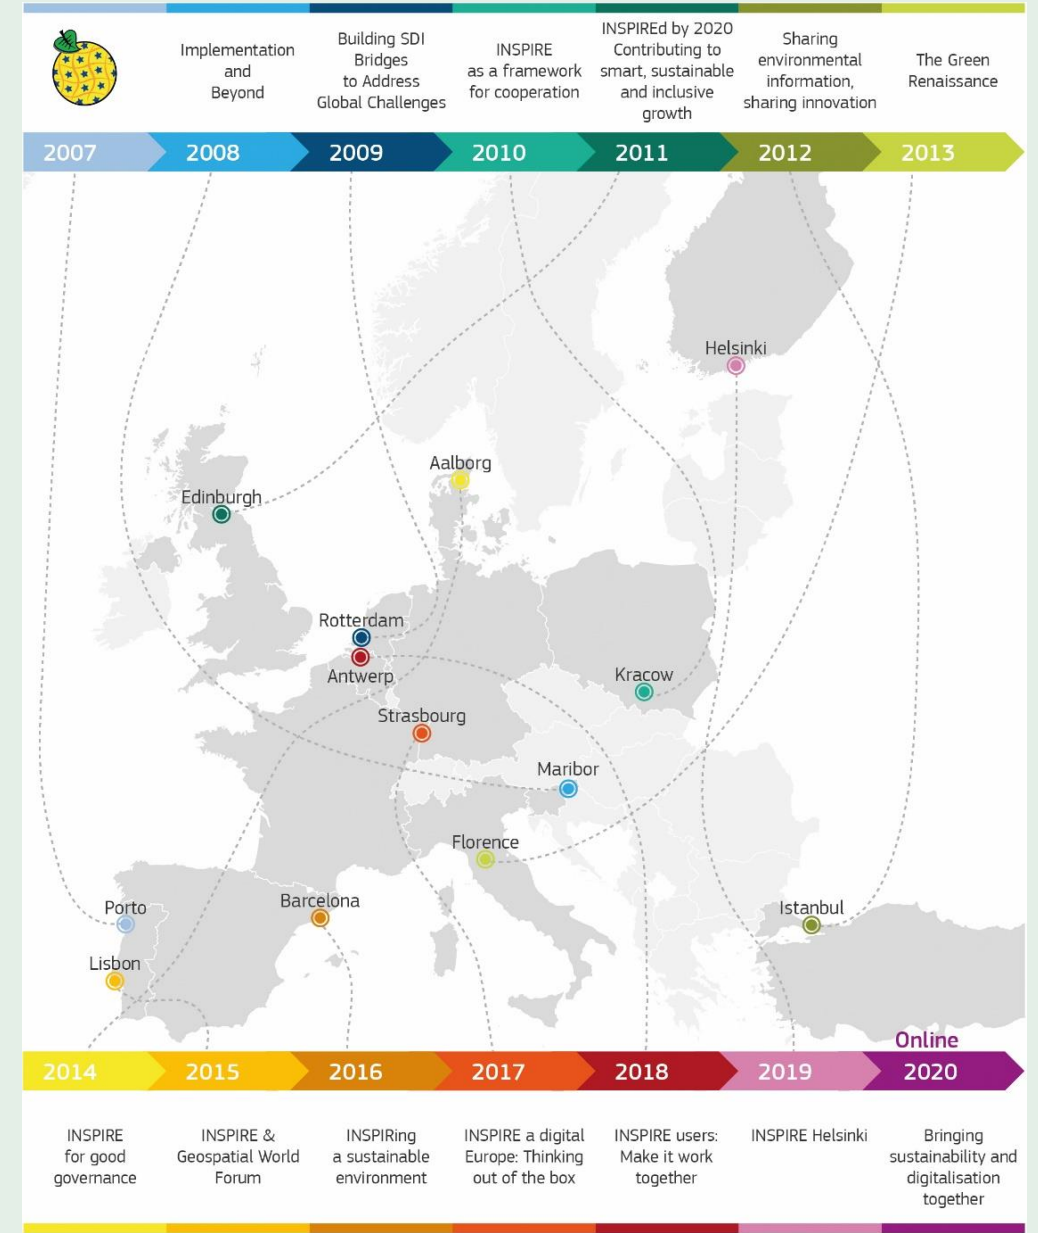 Implementation
and
Beyond
Building SDI
Bridges
to Address
Global Challenges
INSPIRE
as a framework
for cooperation
INSPIREd by 2020
Contributing to
smart, sustainable
and inclusive
growth
Sharing
environmental
information,
sharing innovation
The Green
Renaissance
2007
2008
2009
2010
2011
2012
2013
Helsinki
Aalborg
Edinburgh
Rotterdam
Antwerp
Kracow
Strasbourg
Maribor
Florence
Barcelona
Porto
Istanbul
Lisbon
Online
2014
2015
2016
2017
2018
2019
2020
INSPIRE
for good
governance
INSPIRE &
Geospatial World
Forum
INSPIRing
a sustainable
environment
INSPIRE a digital
Europe: Thinking
out of the box
INSPIRE users:
Make it work
together
INSPIRE Helsinki
Bringing
sustainability and
digitalisation
together